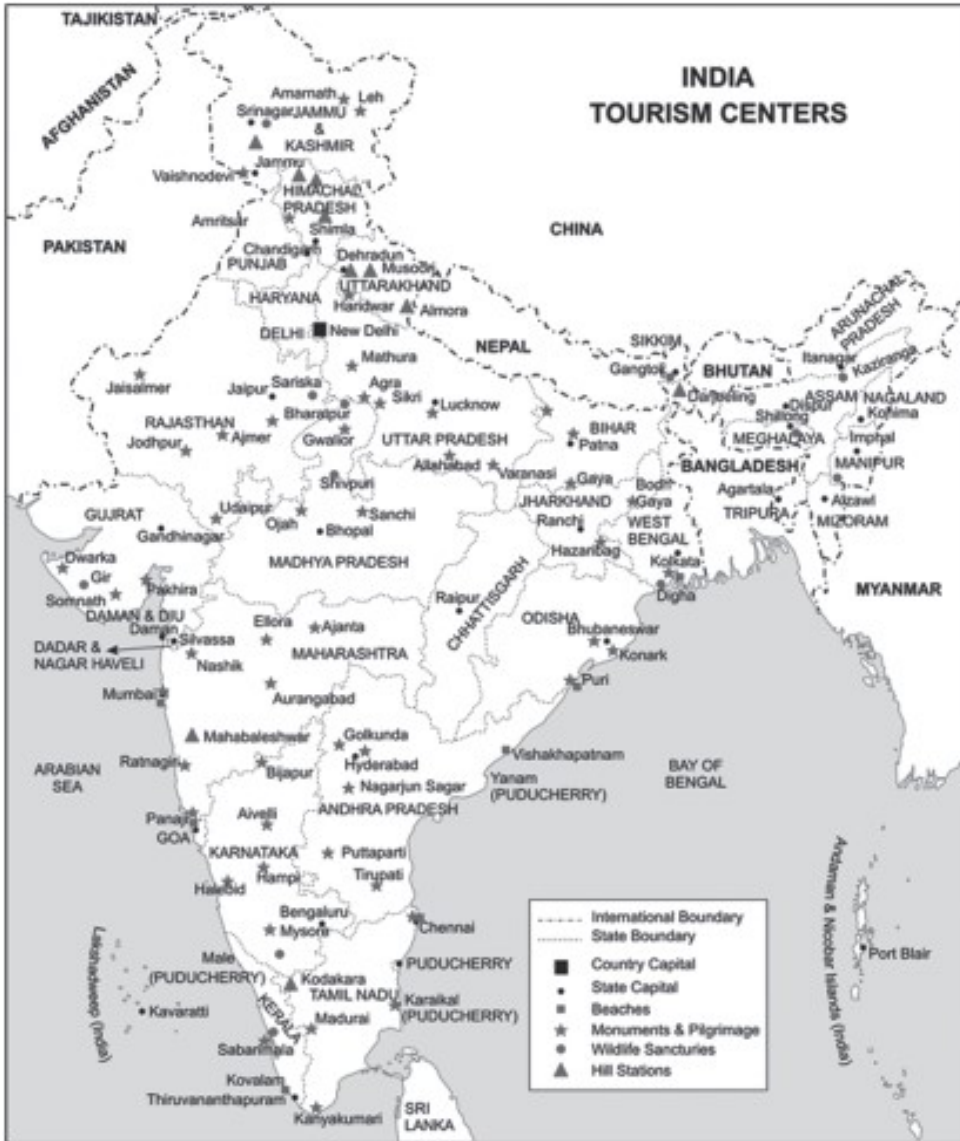 TAJIKISTAN
INDIA
TOURISM CENTERS
AFGHANISTAN
Amarnath
Leh
Srinagar
JAMMU
&
KASHMIR
Jammu
Vaishnodevi
HIMACHAL
PRADESH
Amritsar
Shimla
CHINA
PAKISTAN
Chandigarh
PUNJAB
Dehradun
Musoori
UTTARAKHAND
HARYANA
Haridwar
Almora
DELHI
New Delhi
NEPAL
SIKKIM
ARUNACHAL
PRADESH
Mathura
Gangtok
BHUTAN
Itanagar
Kaziranga
Jaisalmer
Jaipur
Sariska
Agra
Sikri
Lucknow
Darjeeling
ASSAM
NAGALAND
Dispur
Kohima
Bharatpur
RAJASTHAN
Ajmer
Gwalior
UTTAR PRADESH
BIHAR
Patna
Shillong
MEGHALAYA
Imphal
MANIPUR
Jodhpur
Allahabad
Varanasi
BANGLADESH
Shivpuri
Gaya
Bodh
Gaya
JHARKHAND
Agartala
TRIPURA
Aizawl
MIZORAM
GUJRAT
Udaipur
Ojah
Sanchi
Ranchi
WEST
BENGAL
Gandhinagar
Bhopal
Hazaribag
MADHYA PRADESH
Dwarka
Gir
Pakhira
Kolkata
Digha
MYANMAR
Somnath
DAMAN & DIU
Raipur
CHHATTISGARH
ODISHA
Daman
Silvassa
Ellora
Ajanta
Bhubaneswar
DADAR &
NAGAR HAVELI
Nashik
MAHARASHTRA
Konark
Mumbai
Aurangabad
Puri
Mahabaleshwar
Golkunda
Hyderabad
Vishakhapatnam
ARABIAN
SEA
Ratnagiri
Bijapur
BAY OF
BENGAL
Nagarjun Sagar
Yanam
(PUDUCHERRY)
Panaji
GOA
Aivelli
ANDHRA PRADESH
KARNATAKA
Puttaparti
Hampi
Halebid
Tirupati
Andaman & Nicobar Islands (India)
Bengaluru
Mysore
Chennai
Lakshadweep (India)
Male
(PUDUCHERRY)
Kodakara
PUDUCHERRY
Port Blair
TAMIL NADU
Karaikal
(PUDUCHERRY)
Kavaratti
KERALA
Madurai
Sabarimala
Kovalam
Thiruvananthapuram
Kanyakumari
SRI
LANKA
International Boundary
State Boundary
Country Capital
State Capital
Beaches
Monuments & Pilgrimage
Wildlife Sancturies
Hill Stations